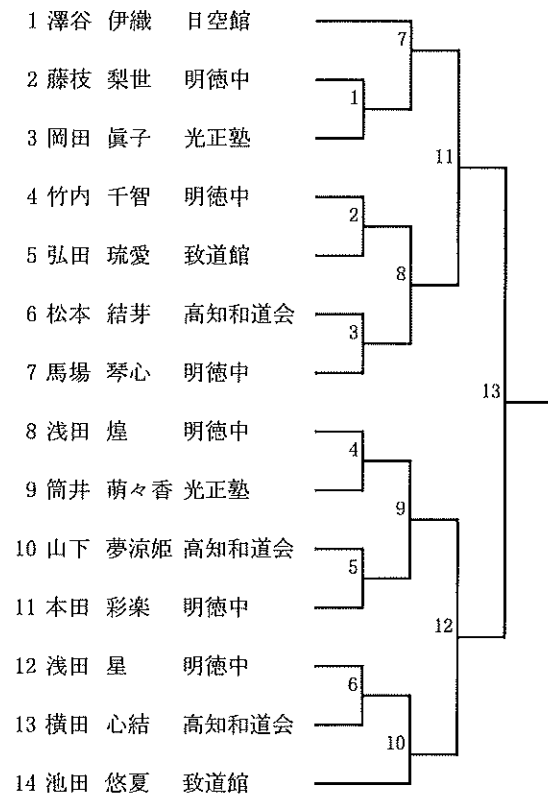 1 澤谷 伊織 日空館
7
2 藤枝 梨世 明徳中
1
3 岡田 眞子 光正塾
11
4 竹内 千智 明徳中
2
5 弘田 琉愛 致道館
8
6 松本 結芽 高知和道会
3
7 馬場 琴心 明徳中
13
8 浅田 煌 明徳中
4
9 筒井 萌々香 光正塾
9
10 山下 夢涼姫 高知和道会
5
11 本田 彩楽 明徳中
12
12 浅田 星 明徳中
6
13 横田 心結 高知和道会
10
14 池田 悠夏 致道館